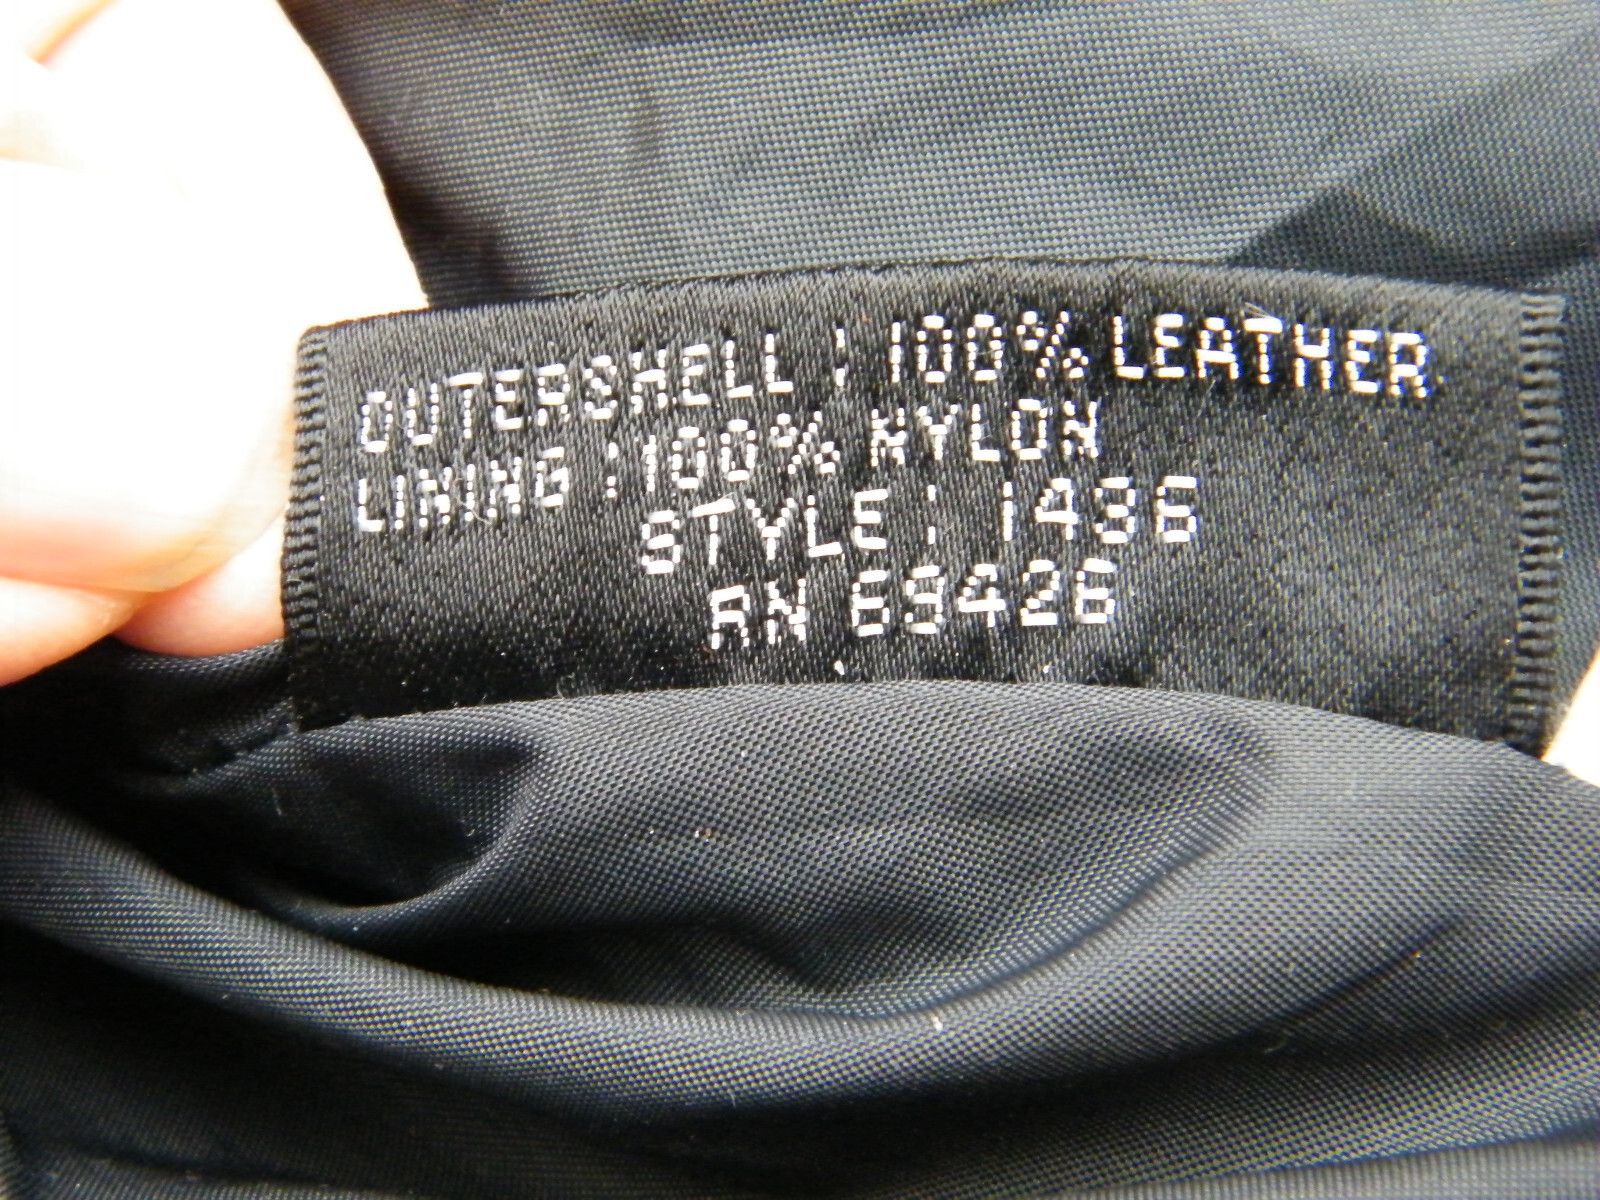 OUTERSHELL : 100% LEATHER
LINING : 100% NYLON
STYLE : 1496
RN 69426